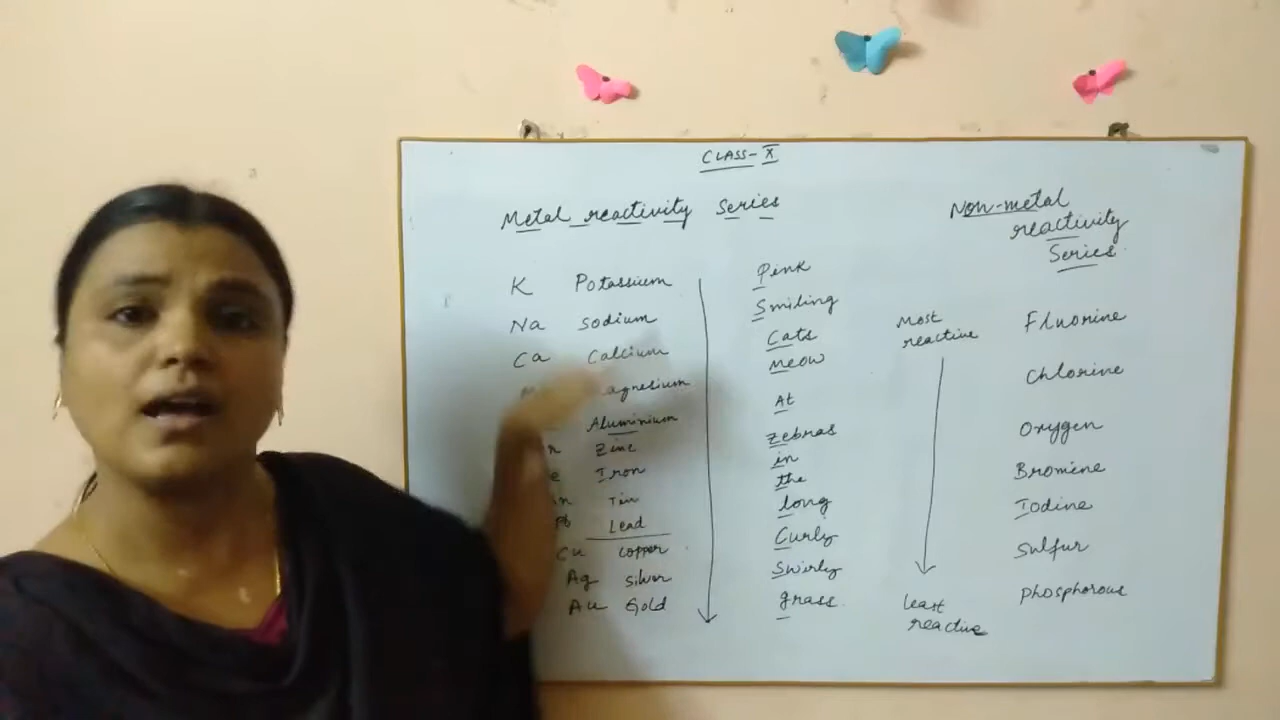 CLASS-X
Metal reactivity Series
K Potassium
Na Sodium
Ca Calcium
agnesium
Aluminium
n Zinc
e Iron
n Tin
Pb Lead
Cu Copper
Ag Silver
Au Gold
Pink
Smiling
Cats
Meow
At
Zebras
in
the
long
Curly
Swirly
grass
Non-metal
reactivity
Series
Most
reactive
least
reactive
Fluorine
Chlorine
Oxygen
Bromine
Iodine
Sulfur
Phosphorous